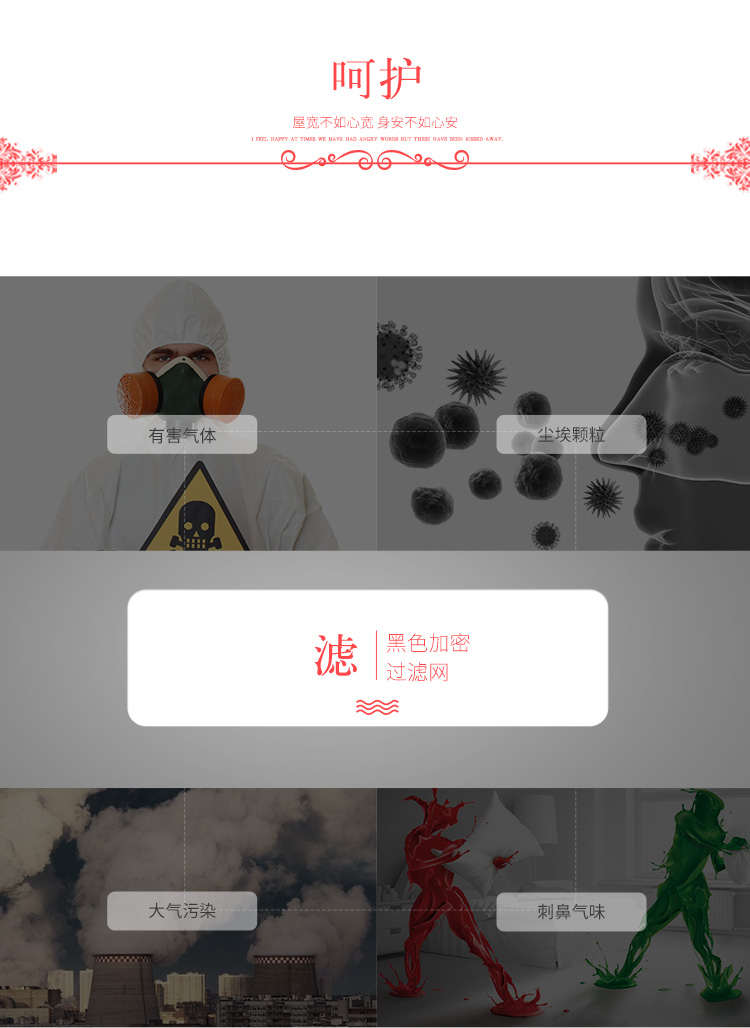 呵护
屋宽不如心宽 身安不如心安
I FEEL HAPPY AT TIMES WE HAVE HAD ANGRY WORDS BUT THESE HAVE BEEN KISSED AWAY.
有害气体
尘埃颗粒
滤
黑色加密
过滤网
大气污染
刺鼻气味